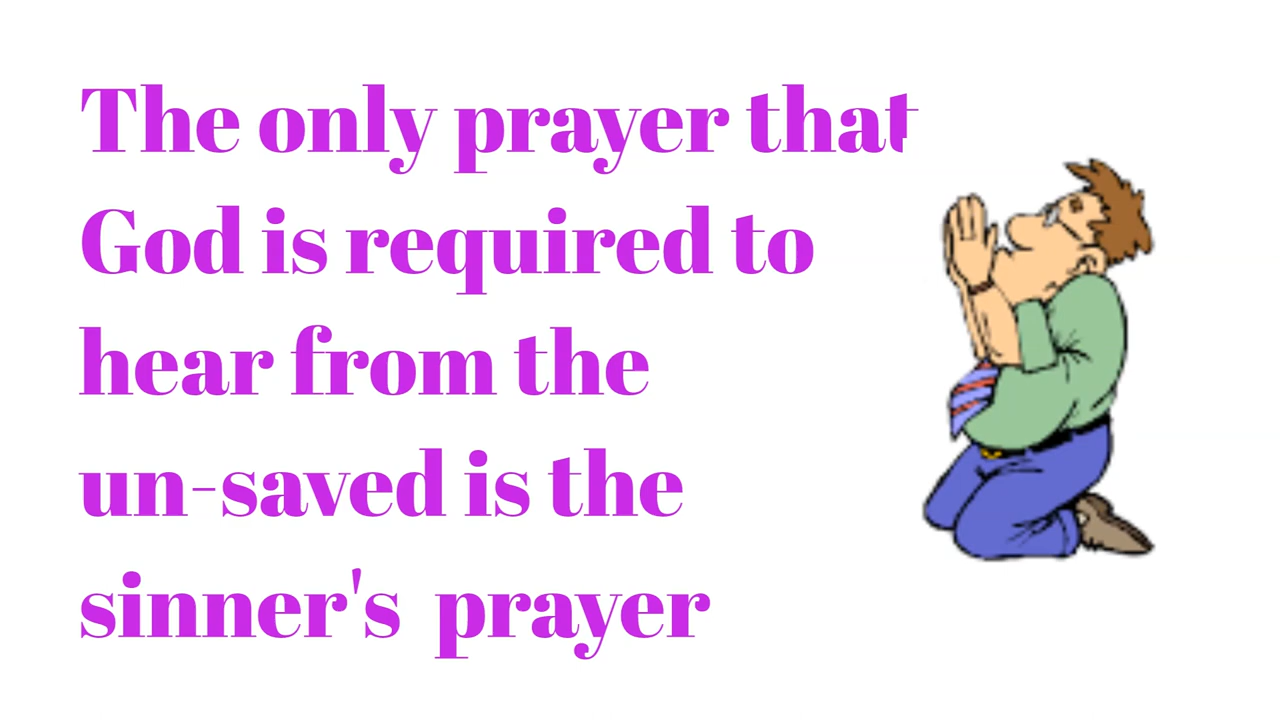 The only prayer that
God is required to
hear from the
un-saved is the
sinner's  prayer